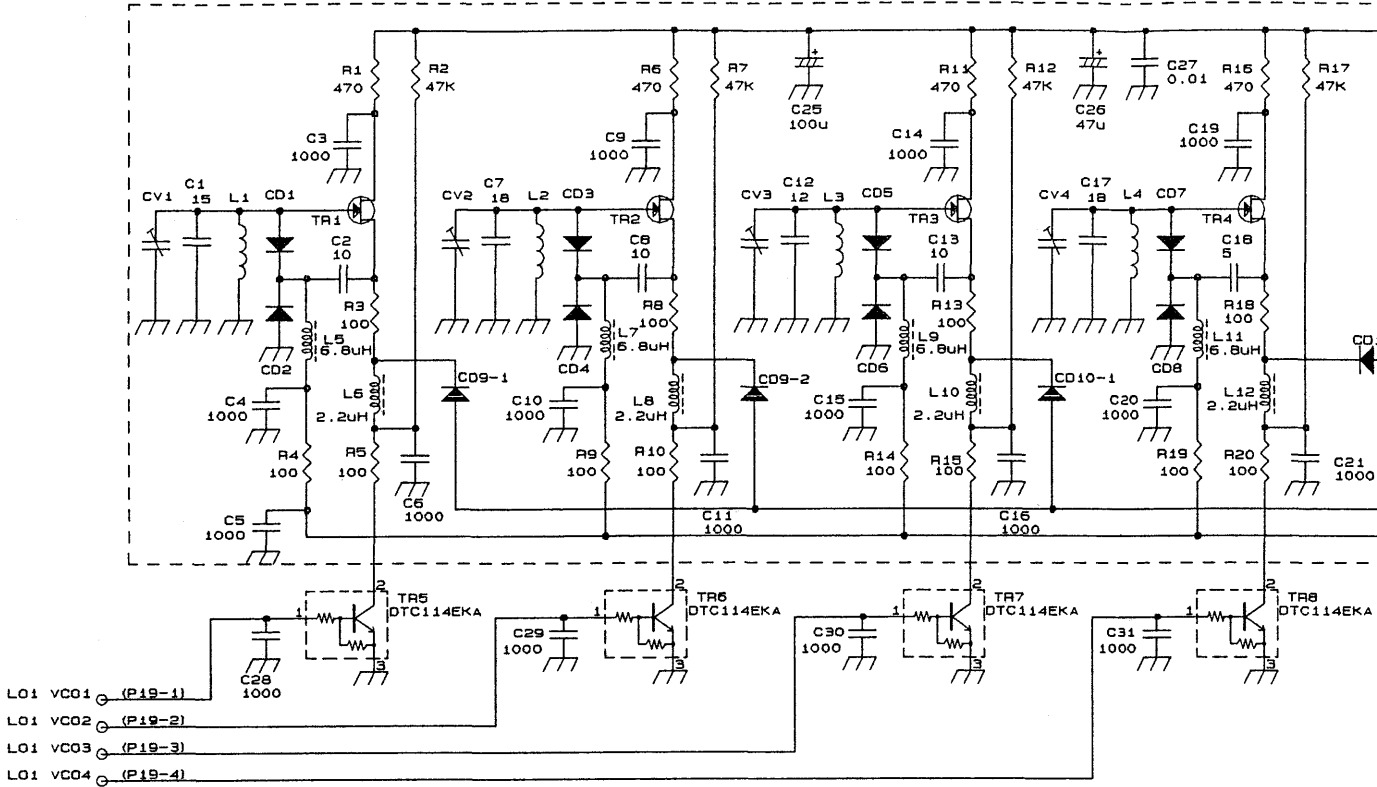 R1
470
R2
47K
R6
470
R7
47K
C25
100u
+
R11
470
R12
47K
C26
47u
+
C27
0.01
R16
470
R17
47K
C3
1000
C9
1000
C14
1000
C19
1000
CV1
C1
15
L1
CD1
TR1
CV2
C7
18
L2
CD3
TR2
CV3
C12
12
L3
CD5
TR3
CV4
C17
18
L4
CD7
TR4
C2
10
C8
10
C13
10
C18
5
R3
100
R8
100
R13
100
R18
100
L5
6.8uH
L7
6.8uH
L9
6.8uH
L11
6.8uH
CD2
CD4
CD6
CD8
CD9-1
CD9-2
CD10-1
C4
1000
L6
2.2uH
C10
1000
L8
2.2uH
C15
1000
L10
2.2uH
C20
1000
L12
2.2uH
R4
100
R5
100
R9
100
R10
100
R14
100
R15
100
R19
100
R20
100
C6
1000
C11
1000
C16
1000
C21
1000
C5
1000
TR5
DTC114EKA
1
2
3
TR6
DTC114EKA
1
2
3
TR7
DTC114EKA
1
2
3
TR8
DTC114EKA
1
2
3
C28
1000
C29
1000
C30
1000
C31
1000
LO1 VCO1 (P19-1)
LO1 VCO2 (P19-2)
LO1 VCO3 (P19-3)
LO1 VCO4 (P19-4)